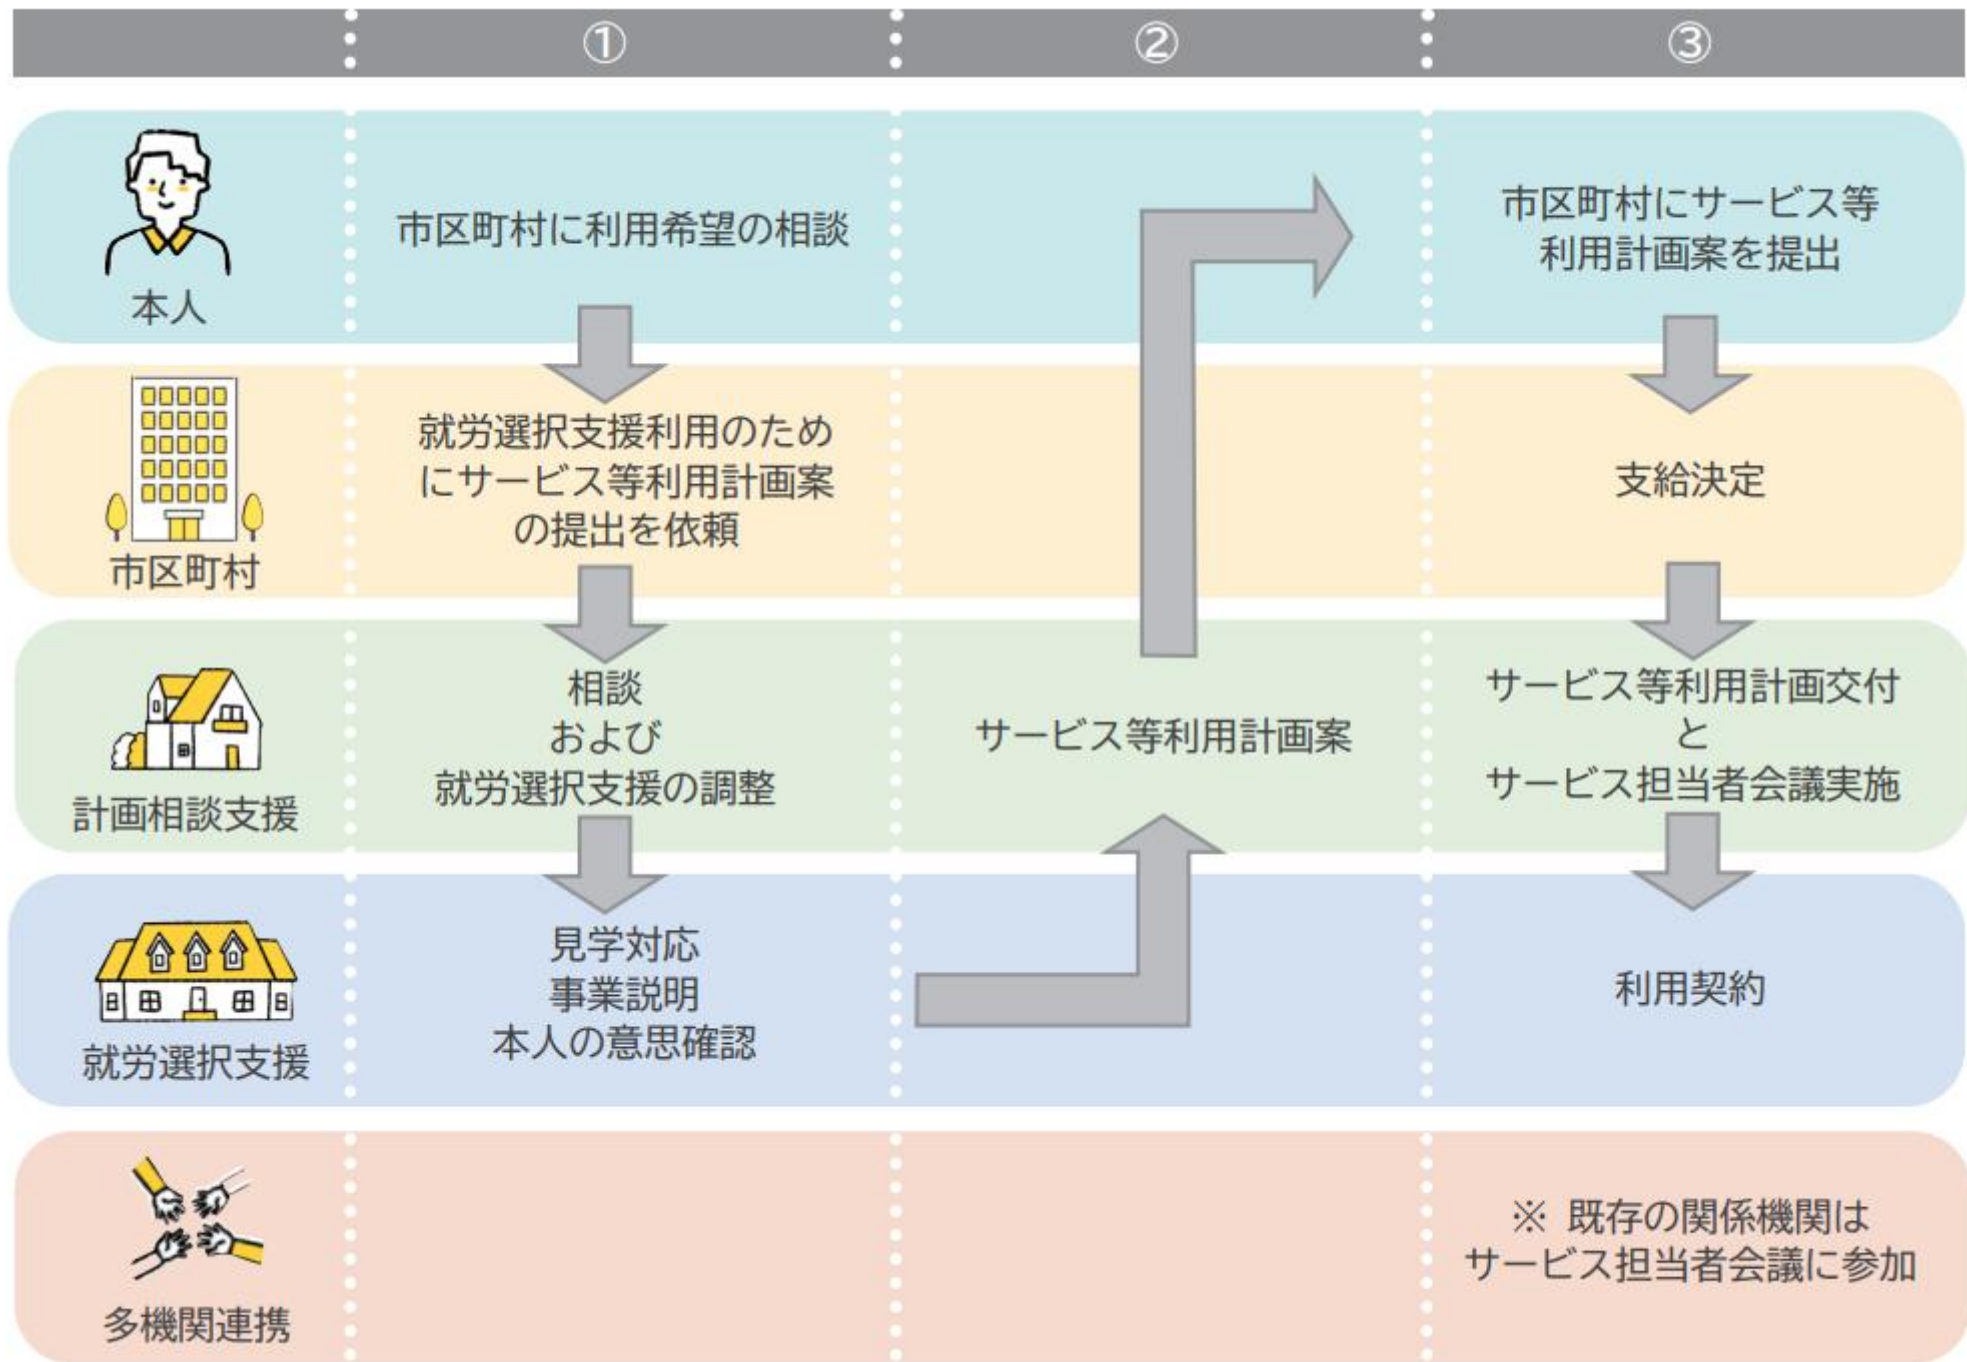 ① ② ③
本人
市区町村に利用希望の相談
市区町村にサービス等
利用計画案を提出
市区町村
就労選択支援利用のため
にサービス等利用計画案
の提出を依頼
支給決定
計画相談支援
相談
および
就労選択支援の調整
サービス等利用計画案
サービス等利用計画交付
と
サービス担当者会議実施
就労選択支援
見学対応
事業説明
本人の意思確認
利用契約
多機関連携
※ 既存の関係機関は
サービス担当者会議に参加